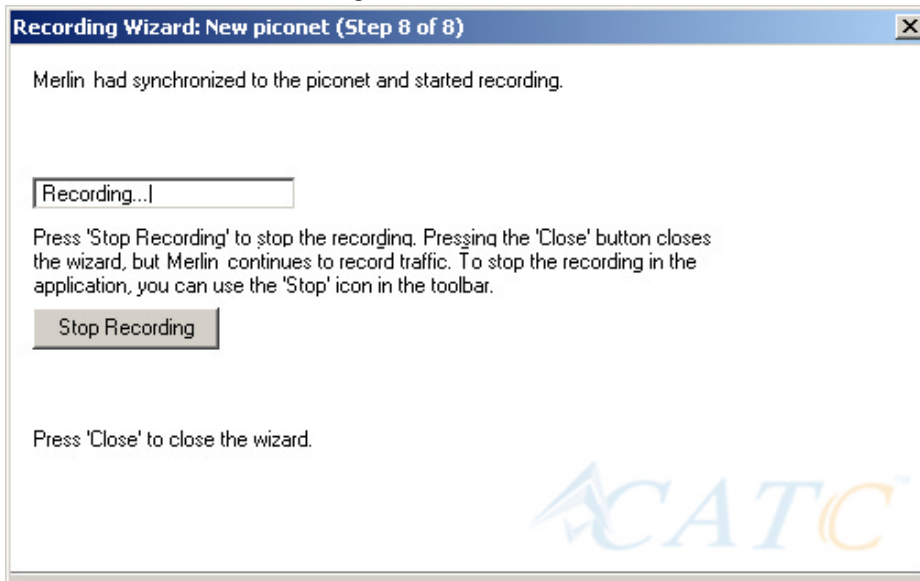 Recording Wizard: New piconet (Step 8 of 8)
Merlin had synchronized to the piconet and started recording.
Recording...
Press 'Stop Recording' to stop the recording. Pressing the 'Close' button closes
the wizard, but Merlin continues to record traffic. To stop the recording in the
application, you can use the 'Stop' icon in the toolbar.
Stop Recording
Press 'Close' to close the wizard.
CATC